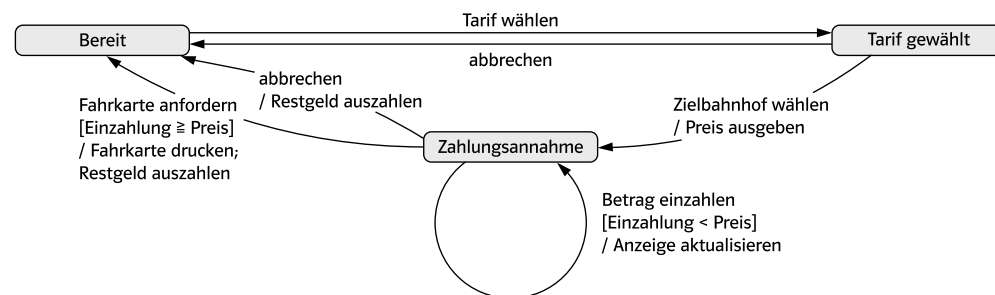 Tarif wählen
Bereit
Tarif gewählt
abbrechen
abbrechen
/ Restgeld auszahlen
Fahrkarte anfordern
[Einzahlung ≧ Preis]
/ Fahrkarte drucken;
Restgeld auszahlen
Zielbahnhof wählen
/ Preis ausgeben
Zahlungsannahme
Betrag einzahlen
[Einzahlung < Preis]
/ Anzeige aktualisieren